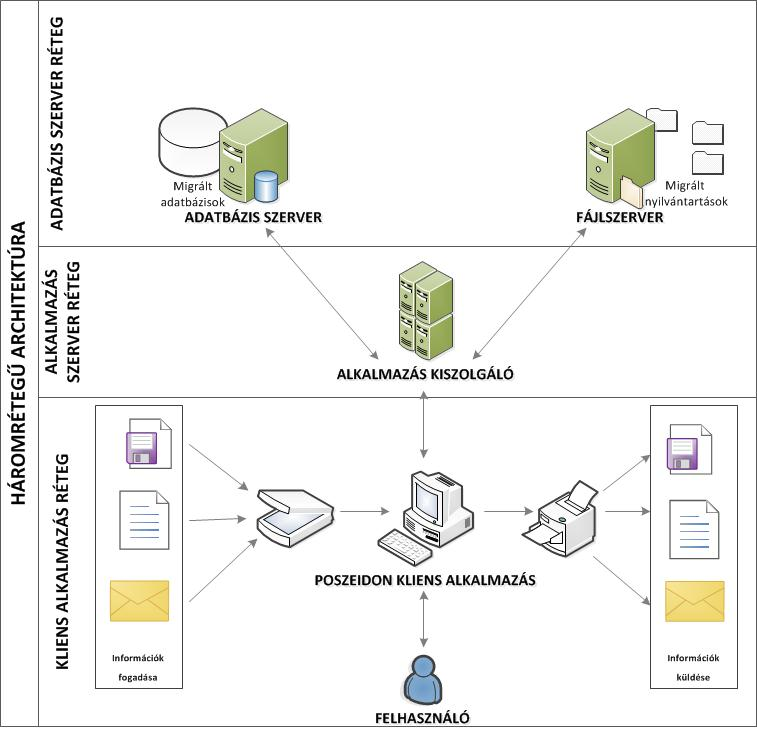 HÁROMRÉTEGŰ ARCHITEKTÚRA
ADATBÁZIS SZERVER RÉTEG
Migrált
adatbázisok
ADATBÁZIS SZERVER
Migrált
nyilvántartások
FÁJLSZERVER
ALKALMAZÁS
SZERVER RÉTEG
ALKALMAZÁS KISZOLGÁLÓ
KLIENS ALKALMAZÁS RÉTEG
Információk
fogadása
POSZEIDON KLIENS ALKALMAZÁS
FELHASZNÁLÓ
Információk
küldése